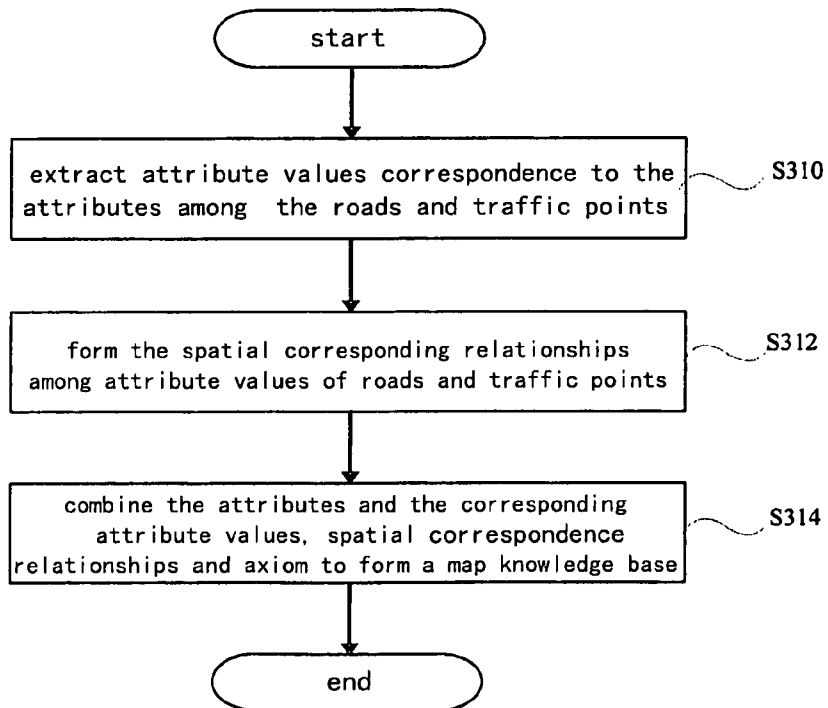 start
extract attribute values correspondence to the
attributes among the roads and traffic points
S310
form the spatial corresponding relationships
among attribute values of roads and traffic points
S312
combine the attributes and the corresponding
attribute values, spatial correspondence
relationships and axiom to form a map knowledge base
S314
end